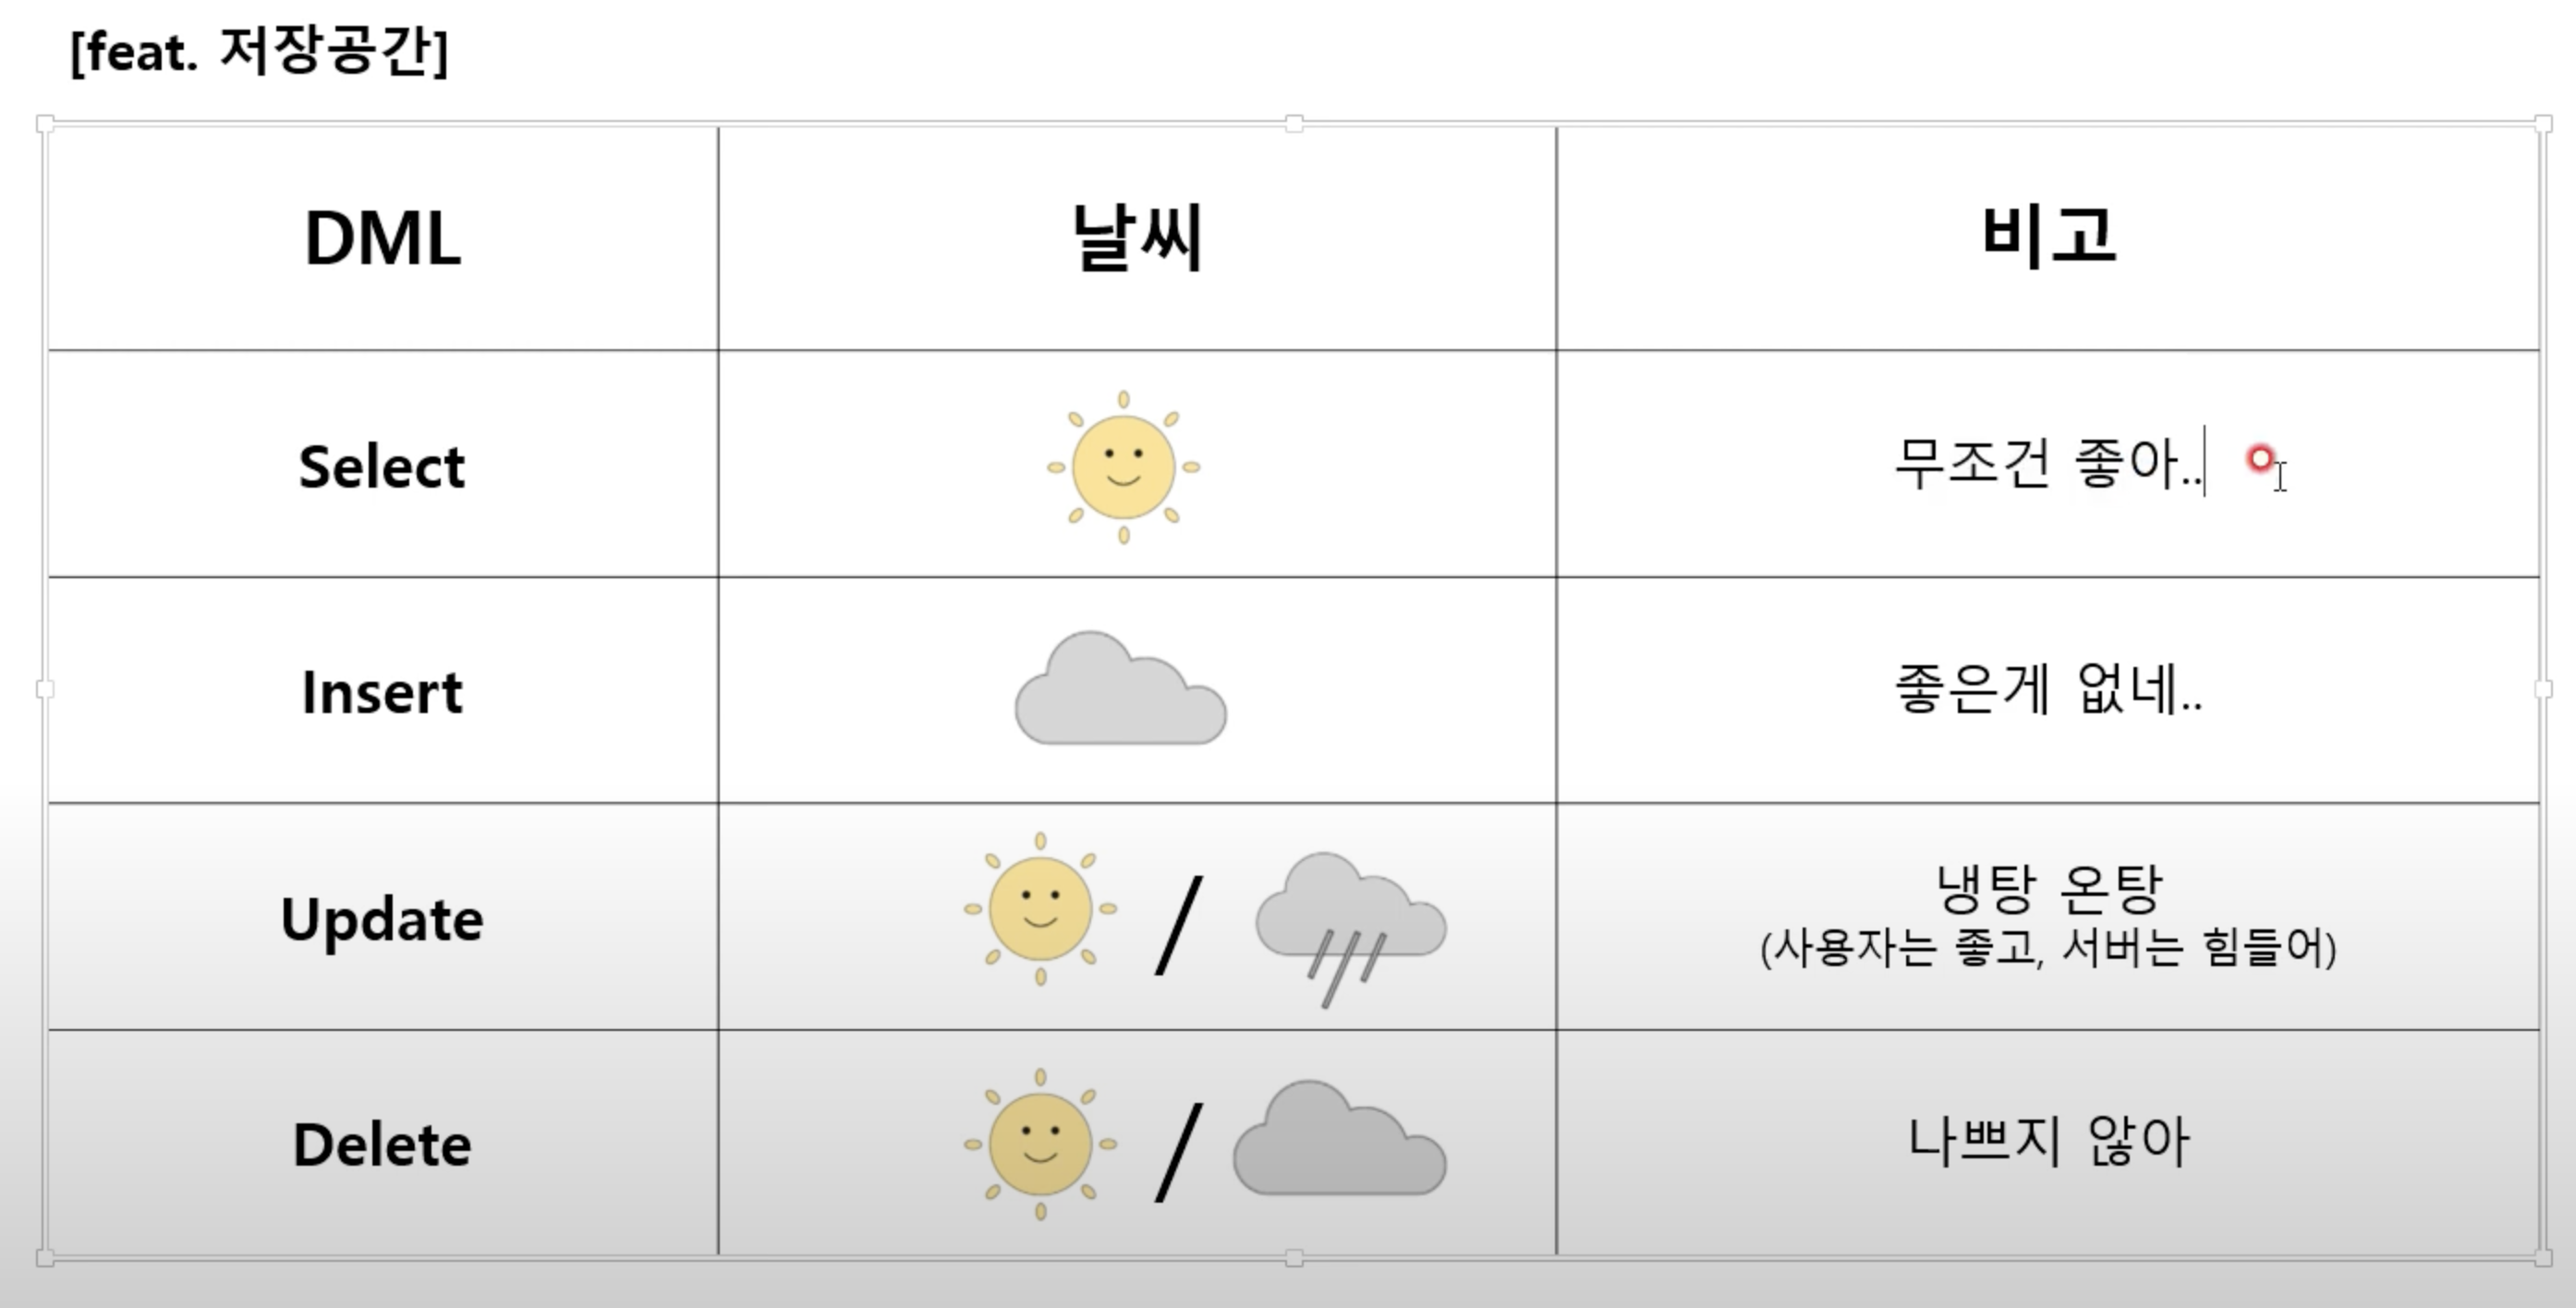 [feat. 저장공간]
DML 날씨 비고
Select 무조건 좋아..
Insert 좋은게 없네..
Update / 냉탕 온탕
(사용자는 좋고, 서버는 힘들어)
Delete / 나쁘지 않아